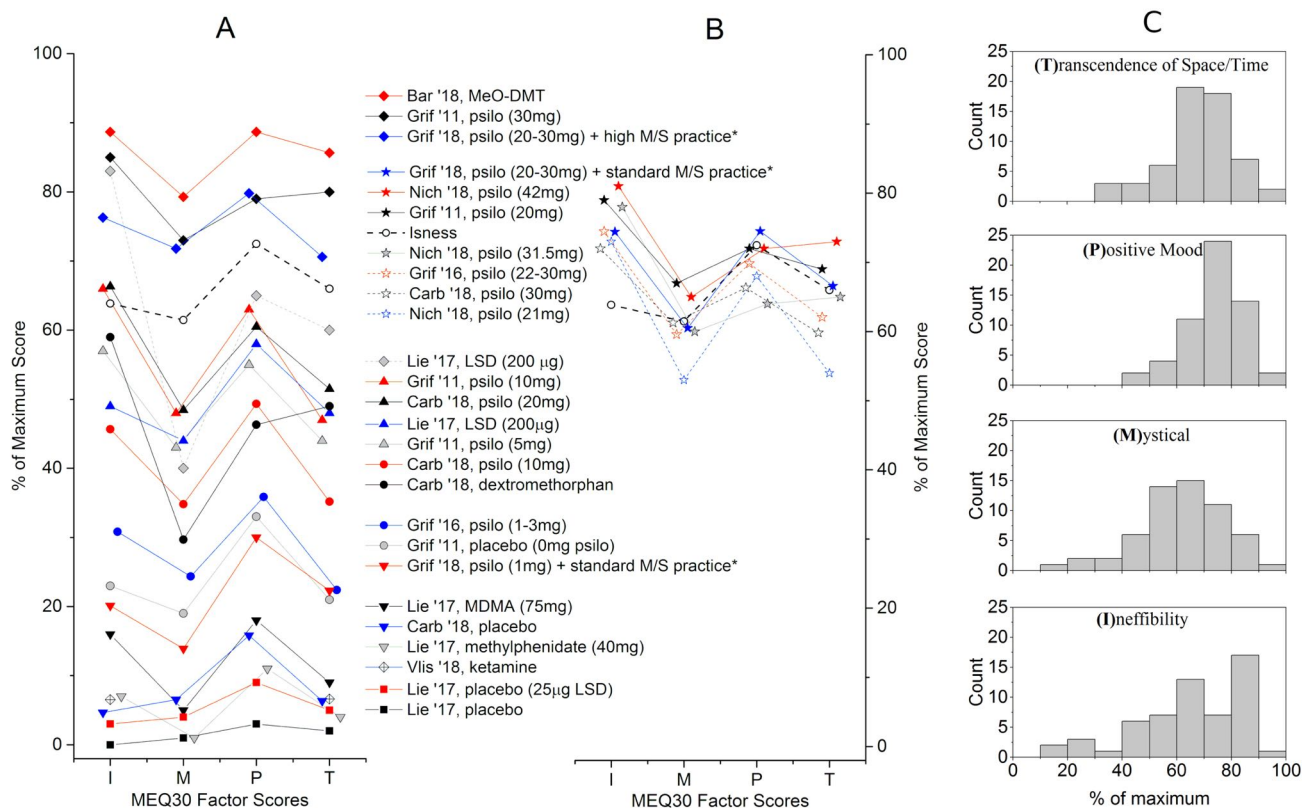 A
B
C
100
80
60
40
20
0
% of Maximum Score
I M P T
MEQ30 Factor Scores
Bar '18, MeO-DMT
Grif '11, psilo (30mg)
Grif '18, psilo (20-30mg) + high M/S practice*
Grif '18, psilo (20-30mg) + standard M/S practice*
Nich '18, psilo (42mg)
Grif '11, psilo (20mg)
Isness
Nich '18, psilo (31.5mg)
Grif '16, psilo (22-30mg)
Carb '18, psilo (30mg)
Nich '18, psilo (21mg)
Lie '17, LSD (200 μg)
Grif '11, psilo (10mg)
Carb '18, psilo (20mg)
Lie '17, LSD (200μg)
Grif '11, psilo (5mg)
Carb '18, psilo (10mg)
Carb '18, dextromethorphan
Grif '16, psilo (1-3mg)
Grif '11, placebo (0mg psilo)
Grif '18, psilo (1mg) + standard M/S practice*
Lie '17, MDMA (75mg)
Carb '18, placebo
Lie '17, methylphenidate (40mg)
Vlis '18, ketamine
Lie '17, placebo (25μg LSD)
Lie '17, placebo
100
80
60
40
20
0
% of Maximum Score
I M P T
MEQ30 Factor Scores
25
20
15
10
5
0
Count
(T)ranscendence of Space/Time
25
20
15
10
5
0
Count
(P)ositive Mood
25
20
15
10
5
0
Count
(M)ystical
25
20
15
10
5
0
Count
(I)neffibility
0 20 40 60 80 100
% of maximum